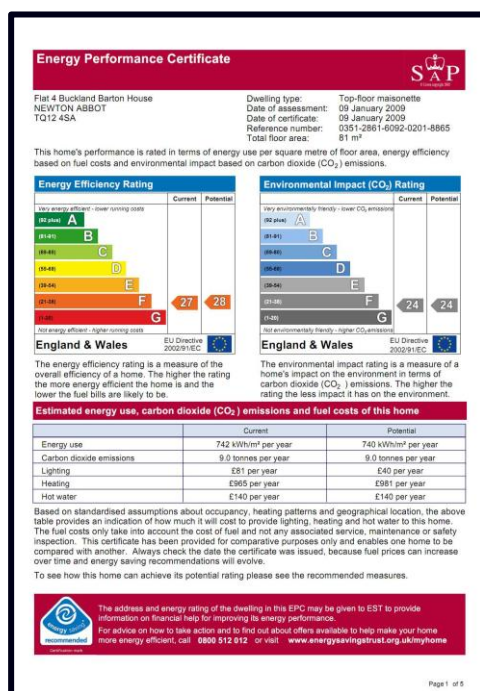 Energy Performance Certificate
SAP
Flat 4 Buckland Barton House
NEWTON ABBOT
TQ12 4SA
Dwelling type: Top-floor maisonette
Date of assessment: 09 January 2009
Date of certificate: 09 January 2009
Reference number: 0351-2861-6092-0201-8865
Total floor area: 81 m²
This home's performance is rated in terms of energy use per square metre of floor area, energy efficiency
based on fuel costs and environmental impact based on carbon dioxide (CO2) emissions.
Energy Efficiency Rating
Current Potential
Very energy efficient - lower running costs
(92 plus) A
(81-91) B
(69-80) C
(55-68) D
(39-54) E
(21-38) F
(1-20) G
27 28
Not energy efficient - higher running costs
England & Wales
EU Directive
2002/91/EC
Environmental Impact (CO2) Rating
Current Potential
Very environmentally friendly - lower CO2 emissions
(92 plus) A
(81-91) B
(69-80) C
(55-68) D
(39-54) E
(21-38) F
(1-20) G
24 24
Not environmentally friendly - higher CO2 emissions
England & Wales
EU Directive
2002/91/EC
The energy efficiency rating is a measure of the
overall efficiency of a home. The higher the rating
the more energy efficient the home is and the
lower the fuel bills are likely to be.
The environmental impact rating is a measure of a
home's impact on the environment in terms of
carbon dioxide (CO2 ) emissions. The higher the
rating the less impact it has on the environment.
Estimated energy use, carbon dioxide (CO2 ) emissions and fuel costs of this home
Current Potential
Energy use 742 kWh/m² per year 740 kWh/m² per year
Carbon dioxide emissions 9.0 tonnes per year 9.0 tonnes per year
Lighting £81 per year £40 per year
Heating £965 per year £981 per year
Hot water £140 per year £140 per year
Based on standardised assumptions about occupancy, heating patterns and geographical location, the above
table provides an indication of how much it will cost to provide lighting, heating and hot water to this home.
The fuel costs only take into account the cost of fuel and not any associated service, maintenance or safety
inspection. This certificate has been provided for comparative purposes only and enables one home to be
compared with another. Always check the date the certificate was issued, because fuel prices can increase
over time and energy saving recommendations will evolve.
To see how this home can achieve its potential rating please see the recommended measures.
energy saving
recommended
Certification mark
The address and energy rating of the dwelling in this EPC may be given to EST to provide
information on financial help for improving its energy performance.
For advice on how to take action and to find out about offers available to help make your home
more energy efficient, call 0800 512 012 or visit www.energysavingstrust.org.uk/myhome
Page 1 of 5